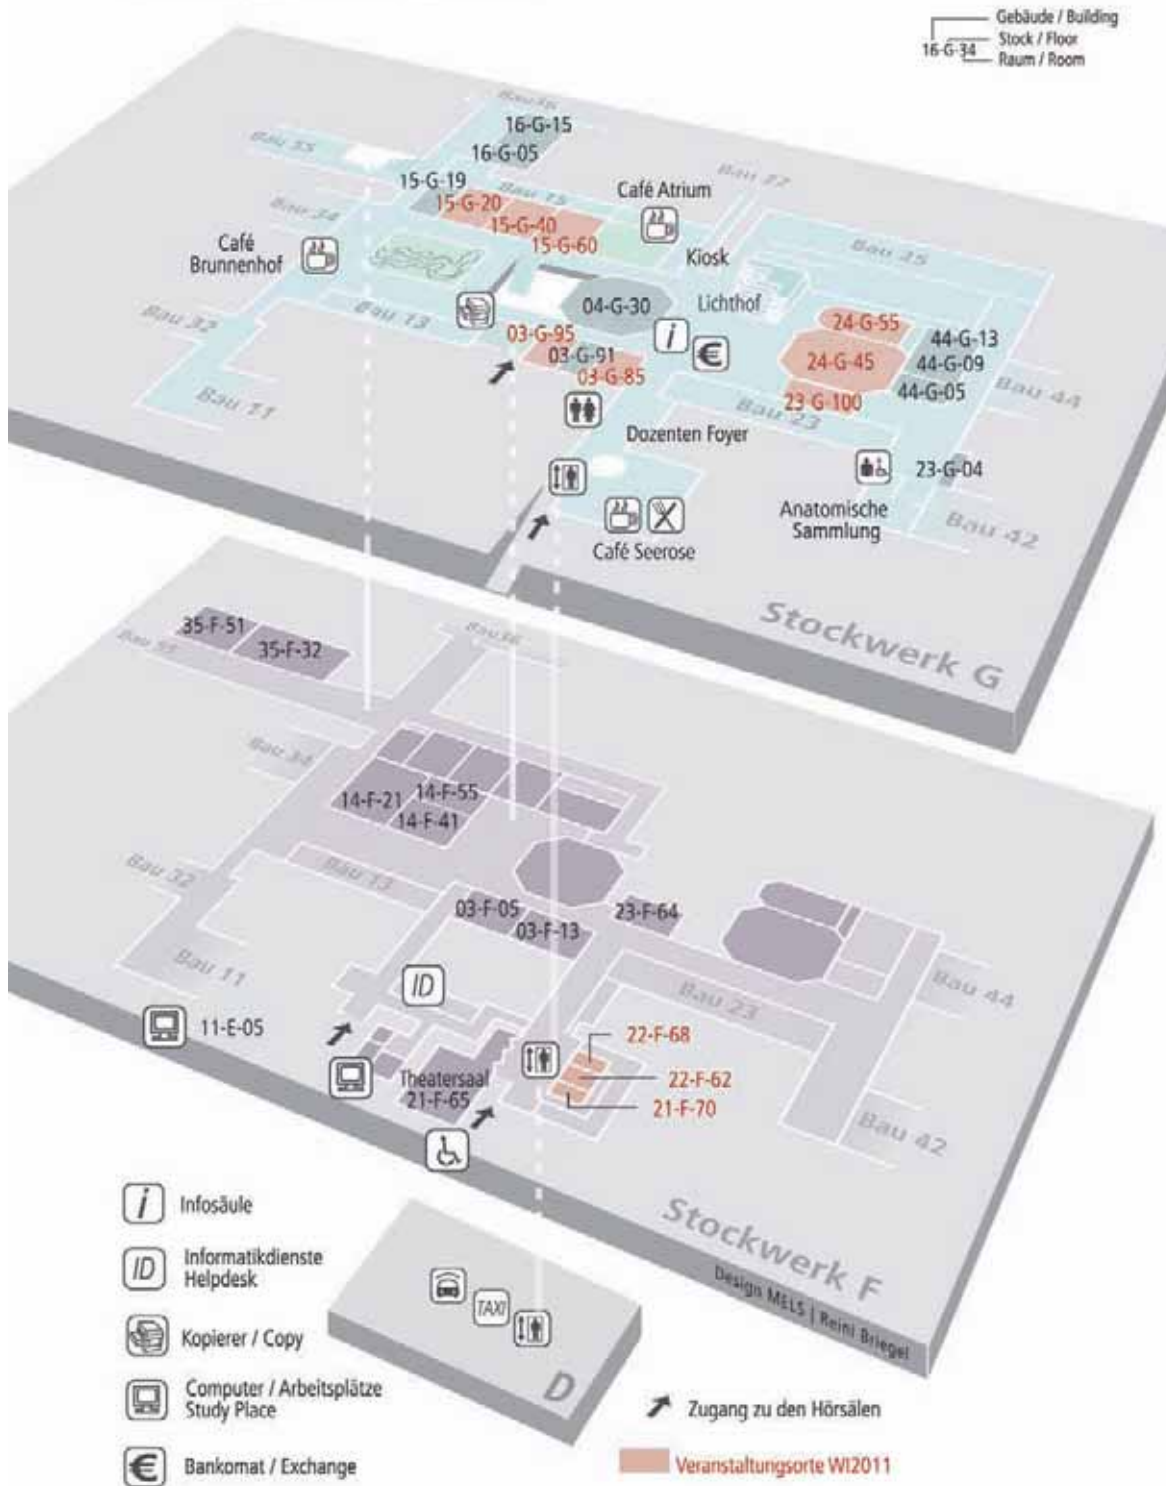 Gebäude / Building
16-G-34
Stock / Floor
Raum / Room
Bau36
16-G-15
Bau 35
16-G-05
15-G-19
Bau 15
Bau 27
Café Atrium
15-G-20
Bau 34
15-G-40
15-G-60
Café
Brunnenhof
Kiosk
Bau 25
Lichthof
04-G-30
Bau 32
Bau 13
03-G-95
03-G-91
03-G-85
i
€
24-G-55
44-G-13
24-G-45
44-G-09
44-G-05
Bau 44
23-G-100
Bau 23
Bau 11
Dozenten Foyer
23-G-04
Anatomische
Sammlung
Bau 42
Café Seerose
Stockwerk G
35-F-51
35-F-32
Bau 35
Bau36
Bau 34
14-F-21
14-F-55
14-F-41
Bau 32
Bau 13
03-F-05
03-F-13
23-F-64
Bau 11
ID
Bau 23
Bau 44
11-E-05
22-F-68
Theatersaal
21-F-65
22-F-62
21-F-70
Bau 42
Stockwerk F
Design MELS | Reini Briegel
i
Infosäule
ID
Informatikdienste
Helpdesk
Kopierer / Copy
Computer / Arbeitsplätze
Study Place
€
Bankomat / Exchange
TAXI
D
Zugang zu den Hörsälen
Veranstaltungsorte WI2011